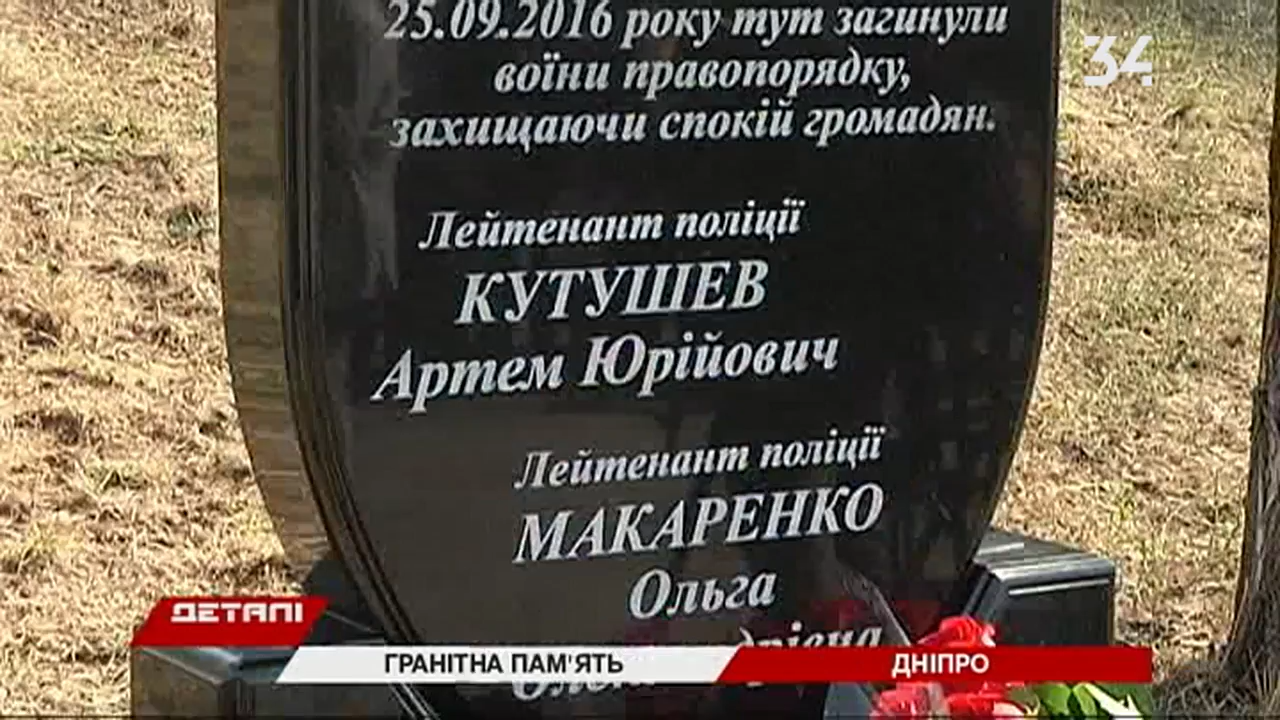 25.09.2016 року тут загинули
воїни правопорядку,
захищаючи спокій громадян.
34
Лейтенант поліції
КУТУШЕВ
Артем Юрійович
Лейтенант поліції
МАКАРЕНКО
Ольга
ДЕТАЛІ
ГРАНІТНА ПАМ'ЯТЬ
ДНІПРО